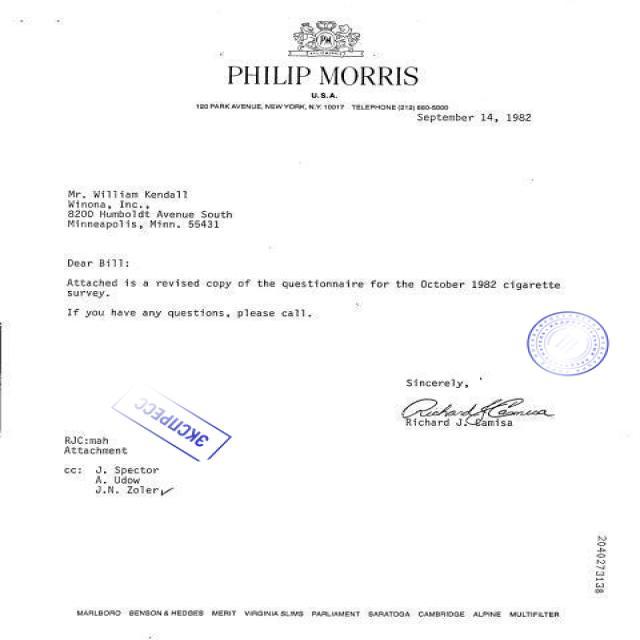 PM
PHILIP MORRIS
U.S.A.
120 PARK AVENUE, NEW YORK, N.Y. 10017 TELEPHONE (212) 880-5000
September 14, 1982
Mr. William Kendall
Winona, Inc.,
8200 Humboldt Avenue South
Minneapolis, Minn. 55431
Dear Bill:
Attached is a revised copy of the questionnaire for the October 1982 cigarette
survey.
If you have any questions, please call.
Sincerely,
Richard J. Camisa
Richard J. Camisa
ЭКСПРЕСС
RJC:mah
Attachment
cc: J. Spector
A. Udow
J.N. Zoler
2040273138
MARLBORO BENSON & HEDGES MERIT VIRGINIA SLIMS PARLIAMENT SARATOGA CAMBRIDGE ALPINE MULTIFILTER